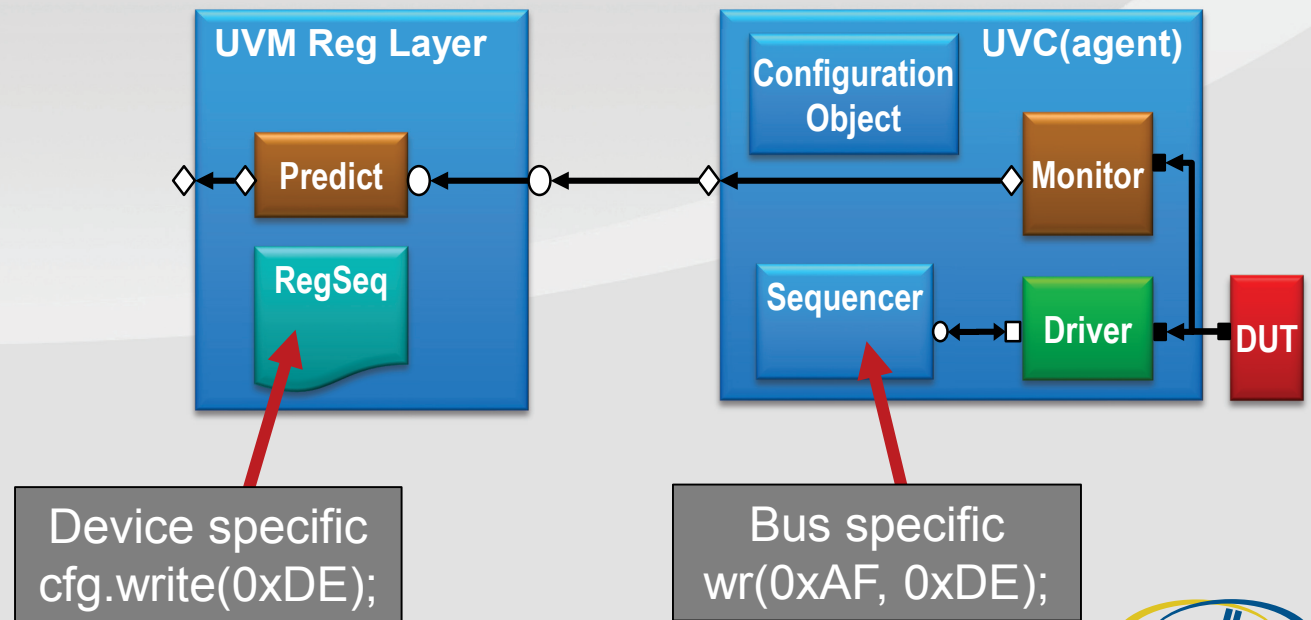 UVM Reg Layer
Predict
RegSeq
UVC(agent)
Configuration
Object
Monitor
Sequencer
Driver
DUT
Device specific
cfg.write(0xDE);
Bus specific
wr(0xAF, 0xDE);